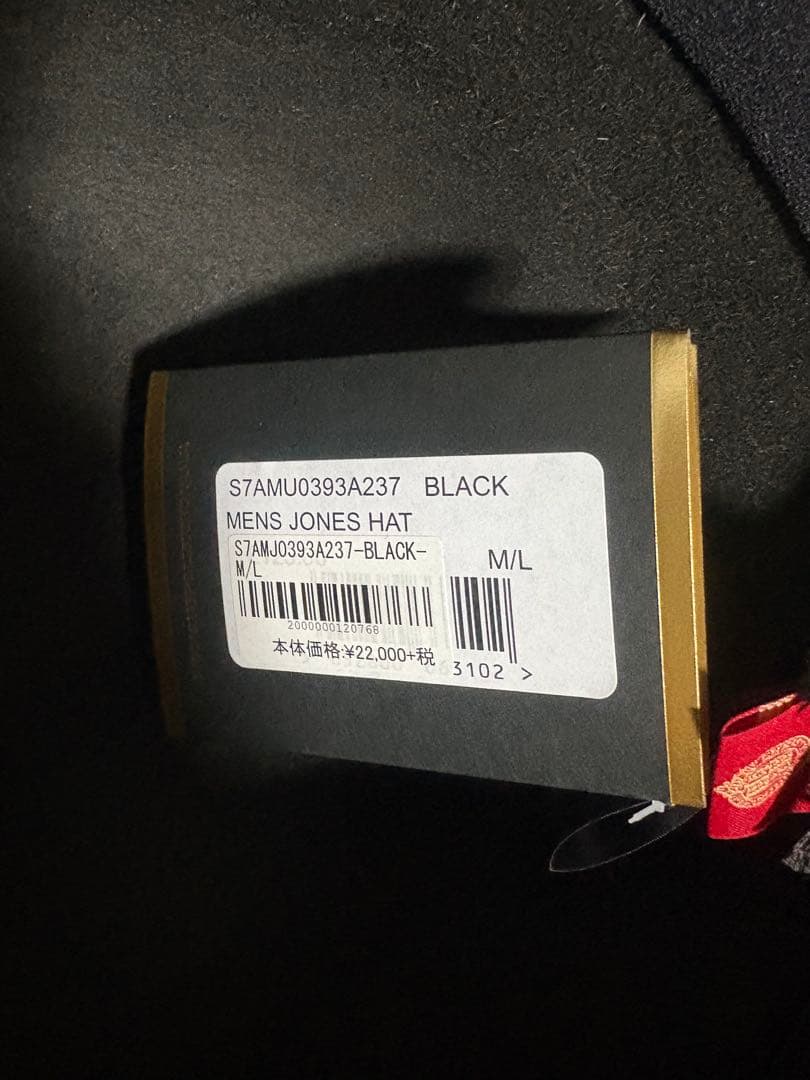 S7AMU0393A237 BLACK
MENS JONES HAT
S7AMJ0393A237-BLACK-
M/L
M/L
2000000120768
本体価格:¥22,000+税
3102 >